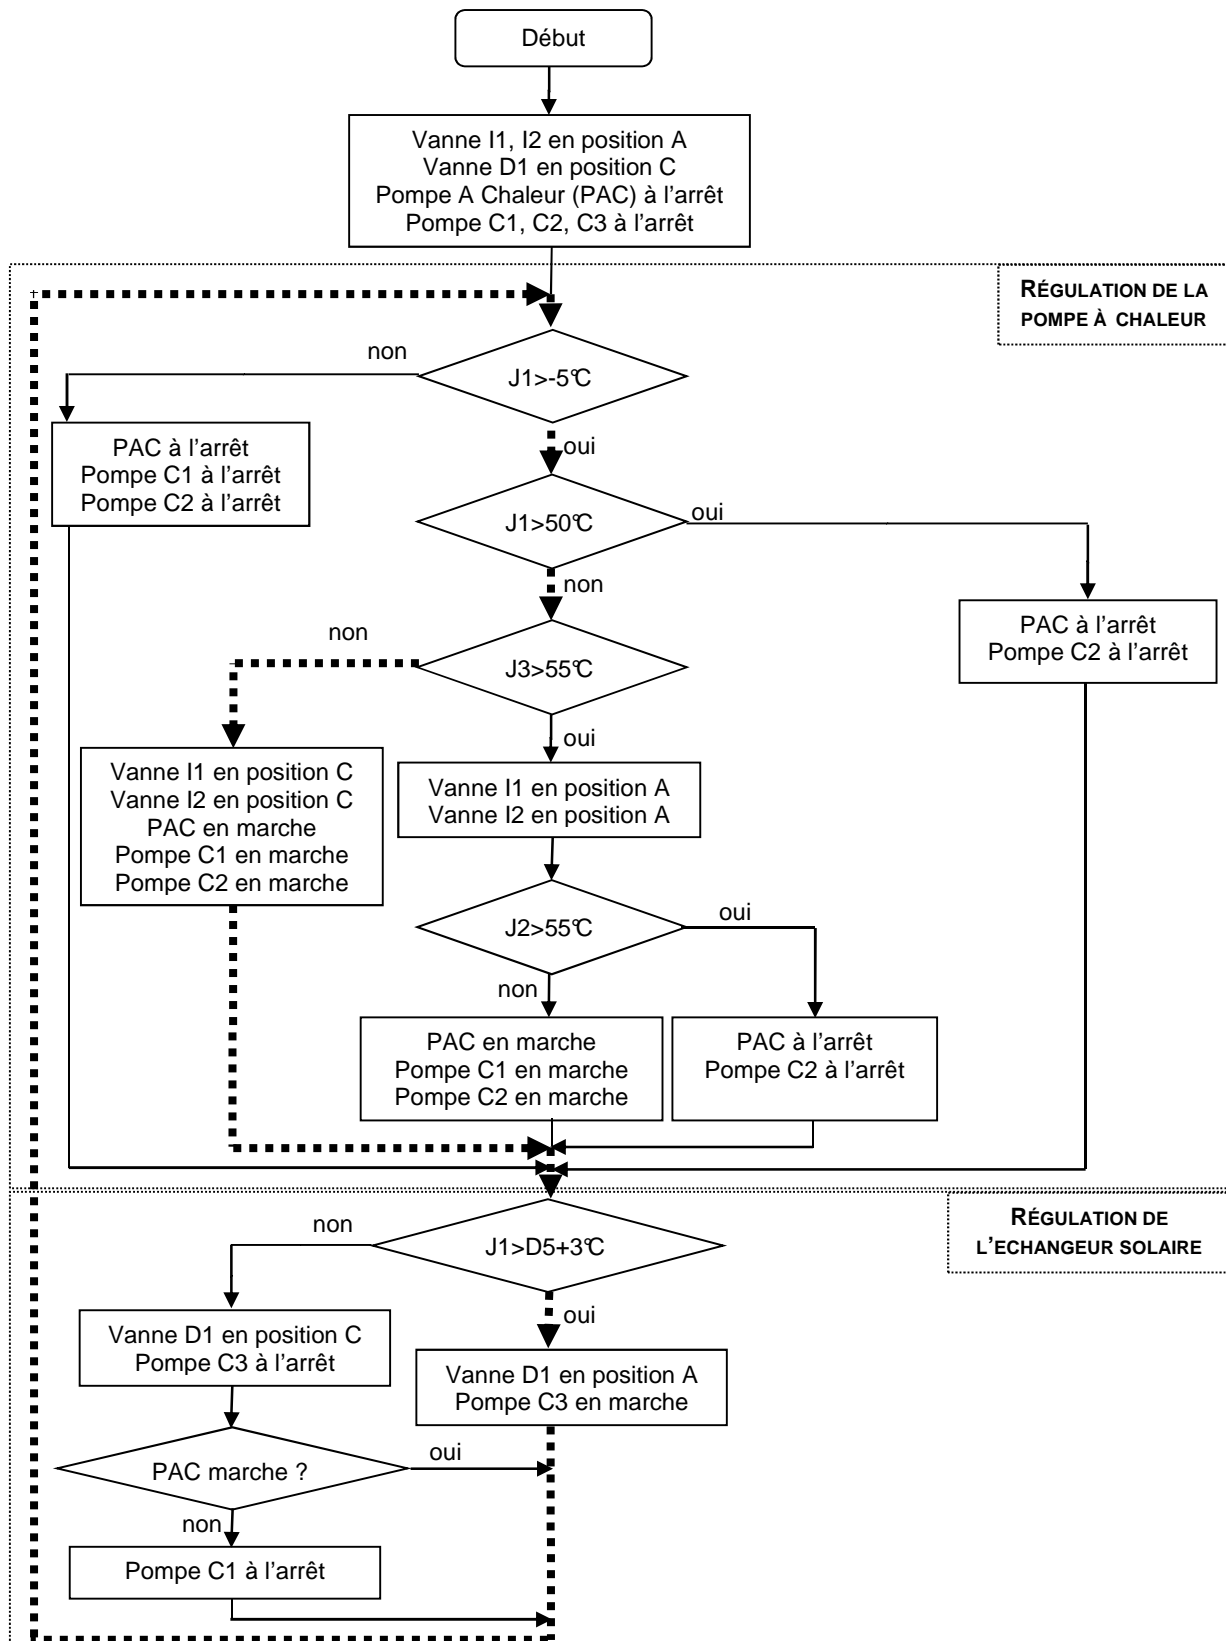 Début
Vanne I1, I2 en position A
Vanne D1 en position C
Pompe A Chaleur (PAC) à l'arrêt
Pompe C1, C2, C3 à l'arrêt
RÉGULATION DE LA
POMPE À CHALEUR
non
J1>-5°C
oui
PAC à l'arrêt
Pompe C1 à l'arrêt
Pompe C2 à l'arrêt
J1>50°C
oui
non
PAC à l'arrêt
Pompe C2 à l'arrêt
non
J3>55°C
oui
Vanne I1 en position C
Vanne I2 en position C
PAC en marche
Pompe C1 en marche
Pompe C2 en marche
Vanne I1 en position A
Vanne I2 en position A
J2>55°C
oui
non
PAC en marche
Pompe C1 en marche
Pompe C2 en marche
PAC à l'arrêt
Pompe C2 à l'arrêt
RÉGULATION DE
L'ECHANGEUR SOLAIRE
non
J1>D5+3°C
oui
Vanne D1 en position C
Pompe C3 à l'arrêt
Vanne D1 en position A
Pompe C3 en marche
PAC marche ?
oui
non
Pompe C1 à l'arrêt